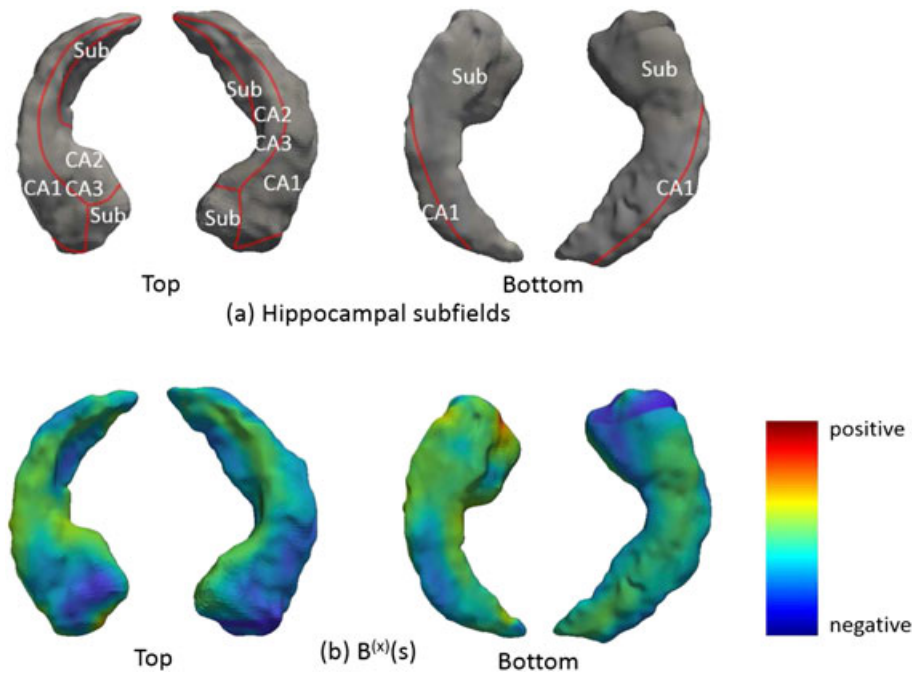 Sub
Sub
CA2
CA3
CA2
CA1 CA3
Sub
CA1
Sub
Sub
Sub
CA1
CA1
Top
Bottom
(a) Hippocampal subfields
positive
negative
Top
(b) B(x)(s)
Bottom